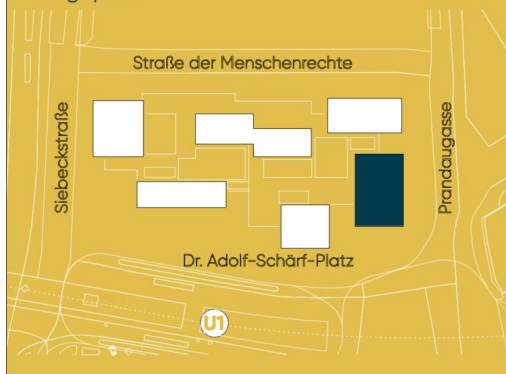 Straße der Menschenrechte
Siebeckstraße
Prandaugasse
Dr. Adolf-Schärf-Platz
U1